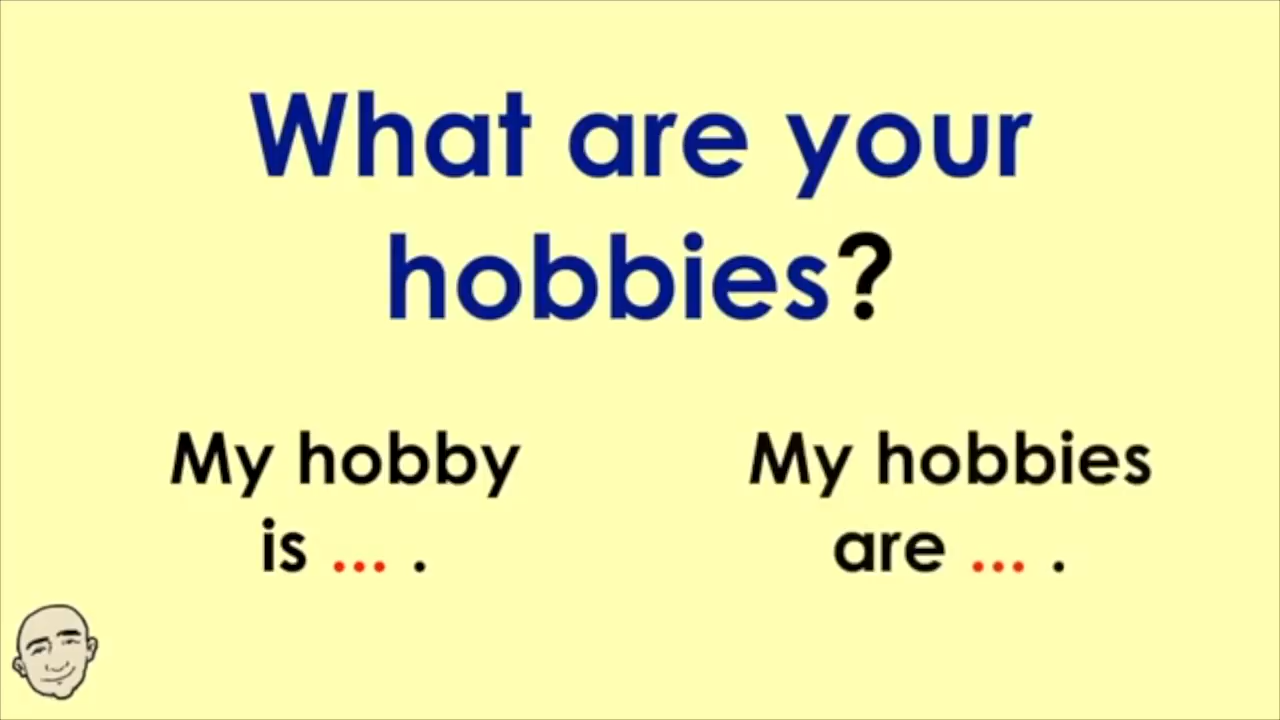 What are your
hobbies?
My hobby
is ... .
My hobbies
are ... .